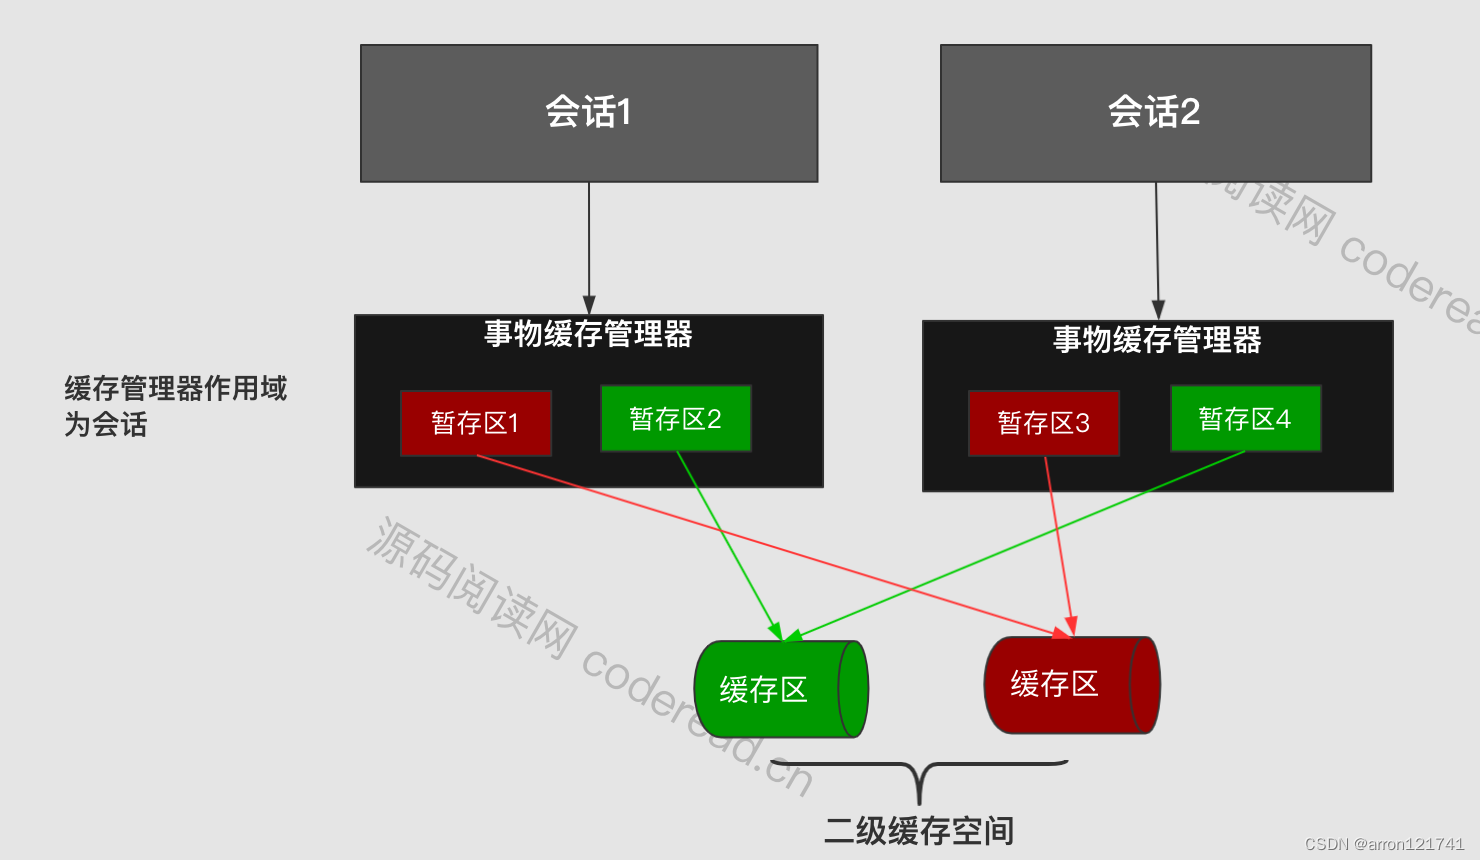 会话1
会话2
事物缓存管理器
事物缓存管理器
缓存管理器作用域
为会话
暂存区1
暂存区2
暂存区3
暂存区4
缓存区
缓存区
二级缓存空间
源码阅读网 coderead.cn
阅读网 coderea
CSDN @arron121741